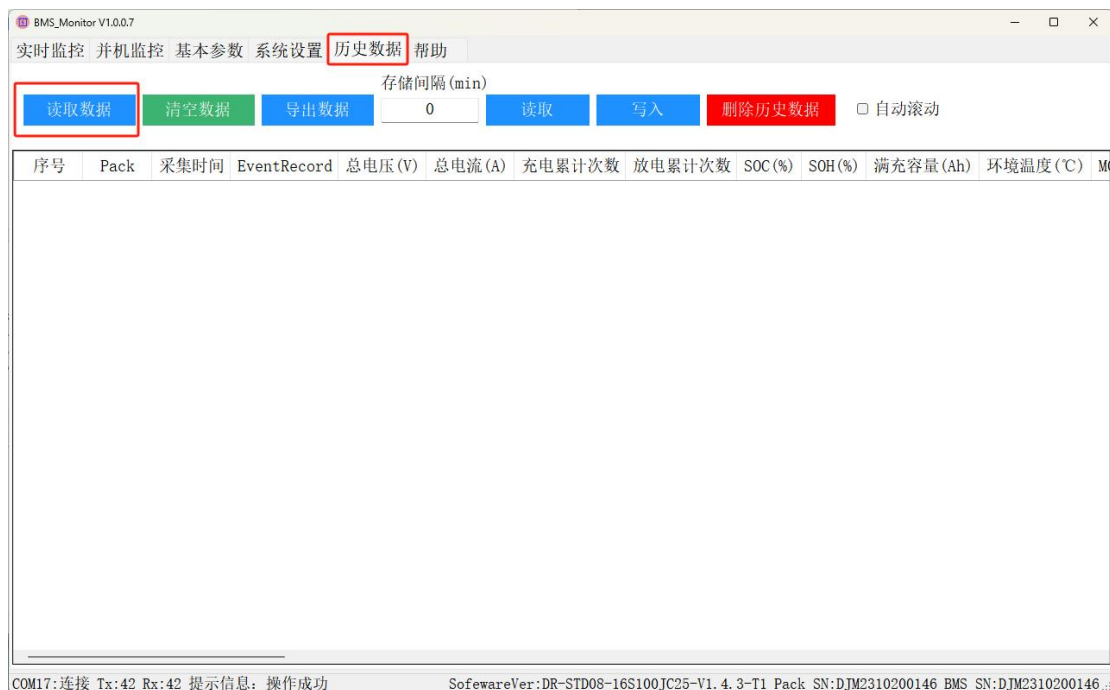 BMS_Monitor V1.0.0.7
实时监控 并机监控 基本参数 系统设置 历史数据 帮助
存储间隔(min)
读取数据 清空数据 导出数据 0 读取 写入 删除历史数据 自动滚动
序号 Pack 采集时间 EventRecord 总电压(V) 总电流(A) 充电累计次数 放电累计次数 SOC(%) SOH(%) 满充容量(Ah) 环境温度(℃)
COM17:连接 Tx:42 Rx:42 提示信息: 操作成功 SofewareVer:DR-STD08-16S100JC25-V1.4.3-T1 Pack SN:DJM2310200146 BMS SN:DJM2310200146